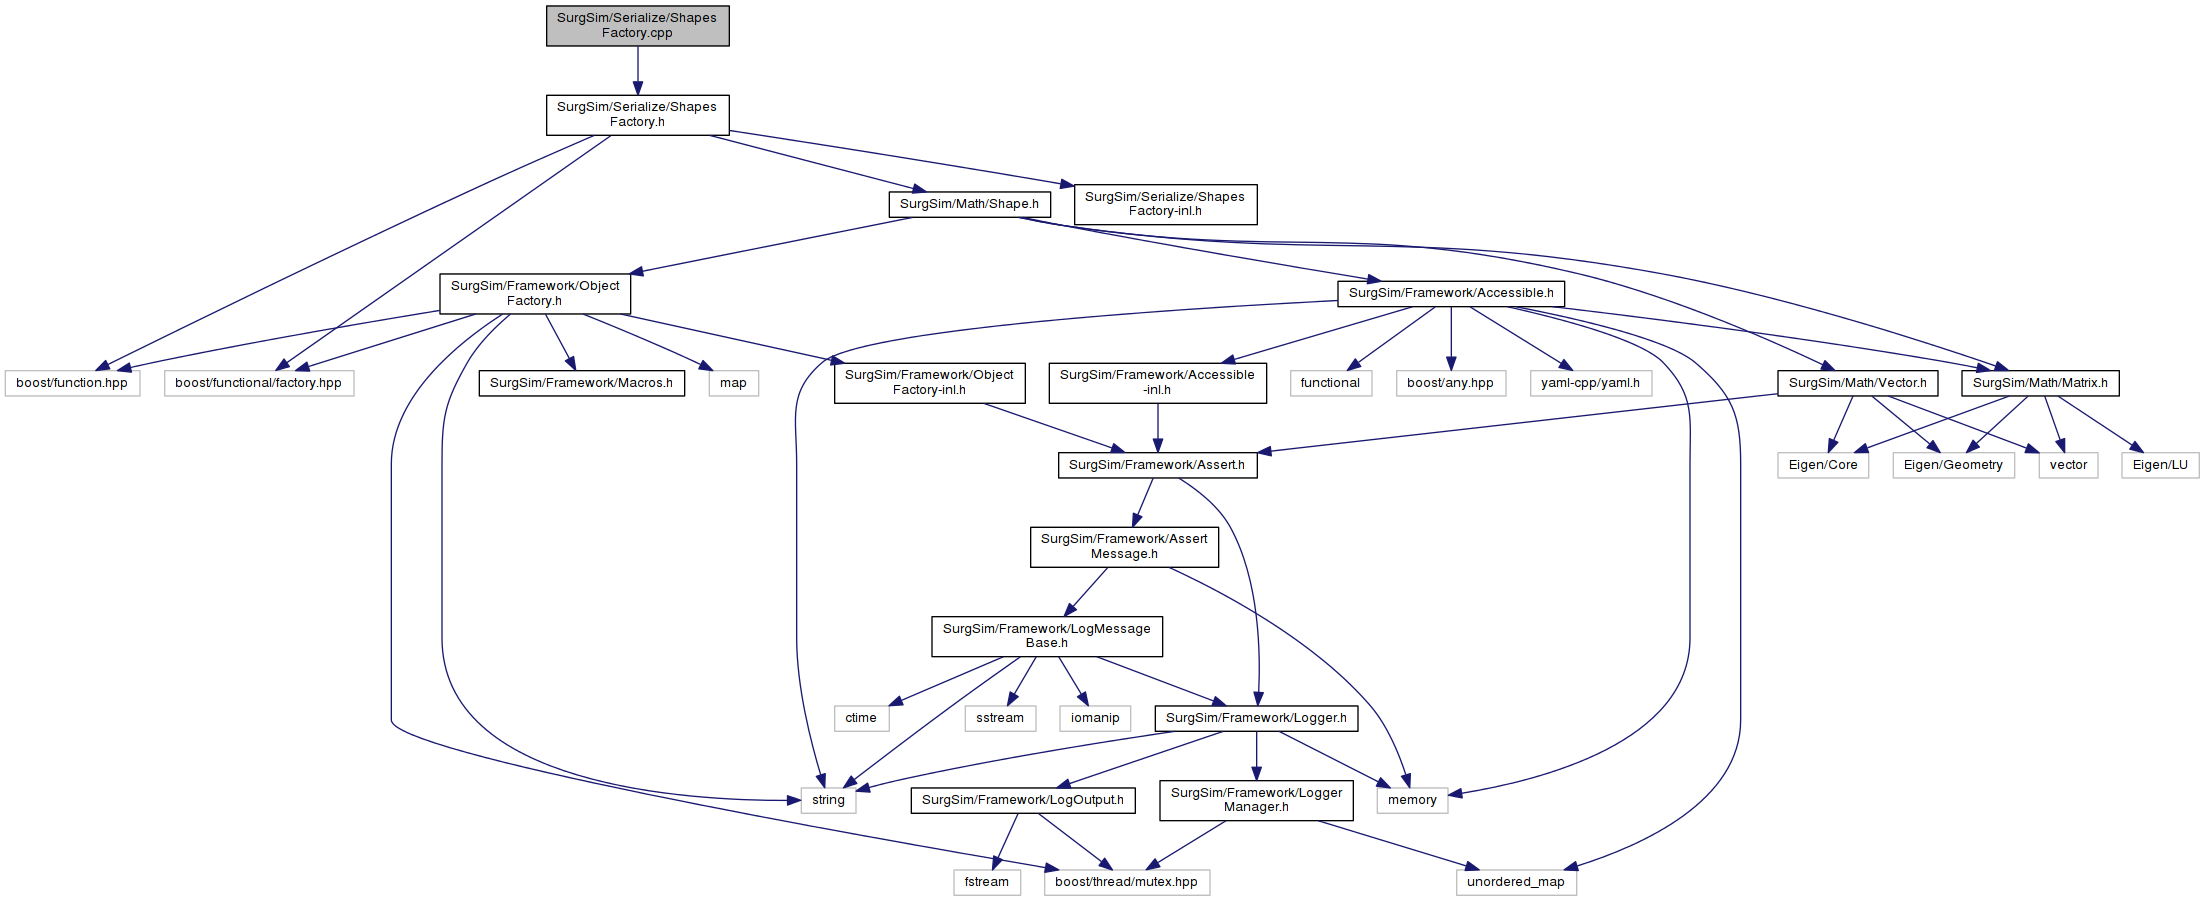 SurgSim/Serialize/Shapes
Factory.cpp
SurgSim/Serialize/Shapes
Factory.h
SurgSim/Math/Shape.h
SurgSim/Serialize/Shapes
Factory-inl.h
SurgSim/Framework/Object
Factory.h
SurgSim/Framework/Accessible.h
boost/function.hpp
boost/functional/factory.hpp
SurgSim/Framework/Macros.h
map
SurgSim/Framework/Object
Factory-inl.h
SurgSim/Framework/Accessible
-inl.h
functional
boost/any.hpp
yaml-cpp/yaml.h
SurgSim/Math/Vector.h
SurgSim/Math/Matrix.h
SurgSim/Framework/Assert.h
Eigen/Core
Eigen/Geometry
vector
Eigen/LU
SurgSim/Framework/Assert
Message.h
SurgSim/Framework/LogMessage
Base.h
ctime
sstream
iomanip
SurgSim/Framework/Logger.h
string
SurgSim/Framework/LogOutput.h
SurgSim/Framework/Logger
Manager.h
memory
fstream
boost/thread/mutex.hpp
unordered_map